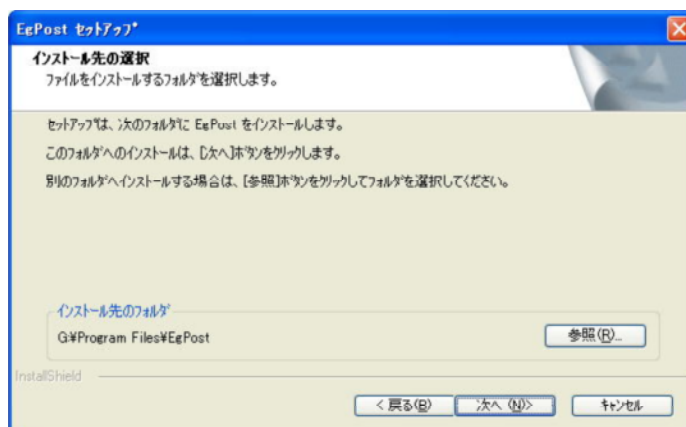 EgPost ｾｯﾄｱｯﾌﾟ
ｲﾝｽﾄｰﾙ先の選択
ﾌｧｲﾙをｲﾝｽﾄｰﾙするﾌｫﾙﾀﾞを選択します。
ｾｯﾄｱｯﾌﾟは、次のﾌｫﾙﾀﾞに EgPost をｲﾝｽﾄｰﾙします。
このﾌｫﾙﾀﾞへのｲﾝｽﾄｰﾙは、[次へ]ﾎﾞﾀﾝをｸﾘｯｸします。
別のﾌｫﾙﾀﾞへｲﾝｽﾄｰﾙする場合は、[参照]ﾎﾞﾀﾝをｸﾘｯｸしてﾌｫﾙﾀﾞを選択してください。
ｲﾝｽﾄｰﾙ先のﾌｫﾙﾀﾞ
G:¥Program Files¥EgPost
参照(R)...
InstallShield
< 戻る(B)
次へ (N)>
ｷｬﾝｾﾙ